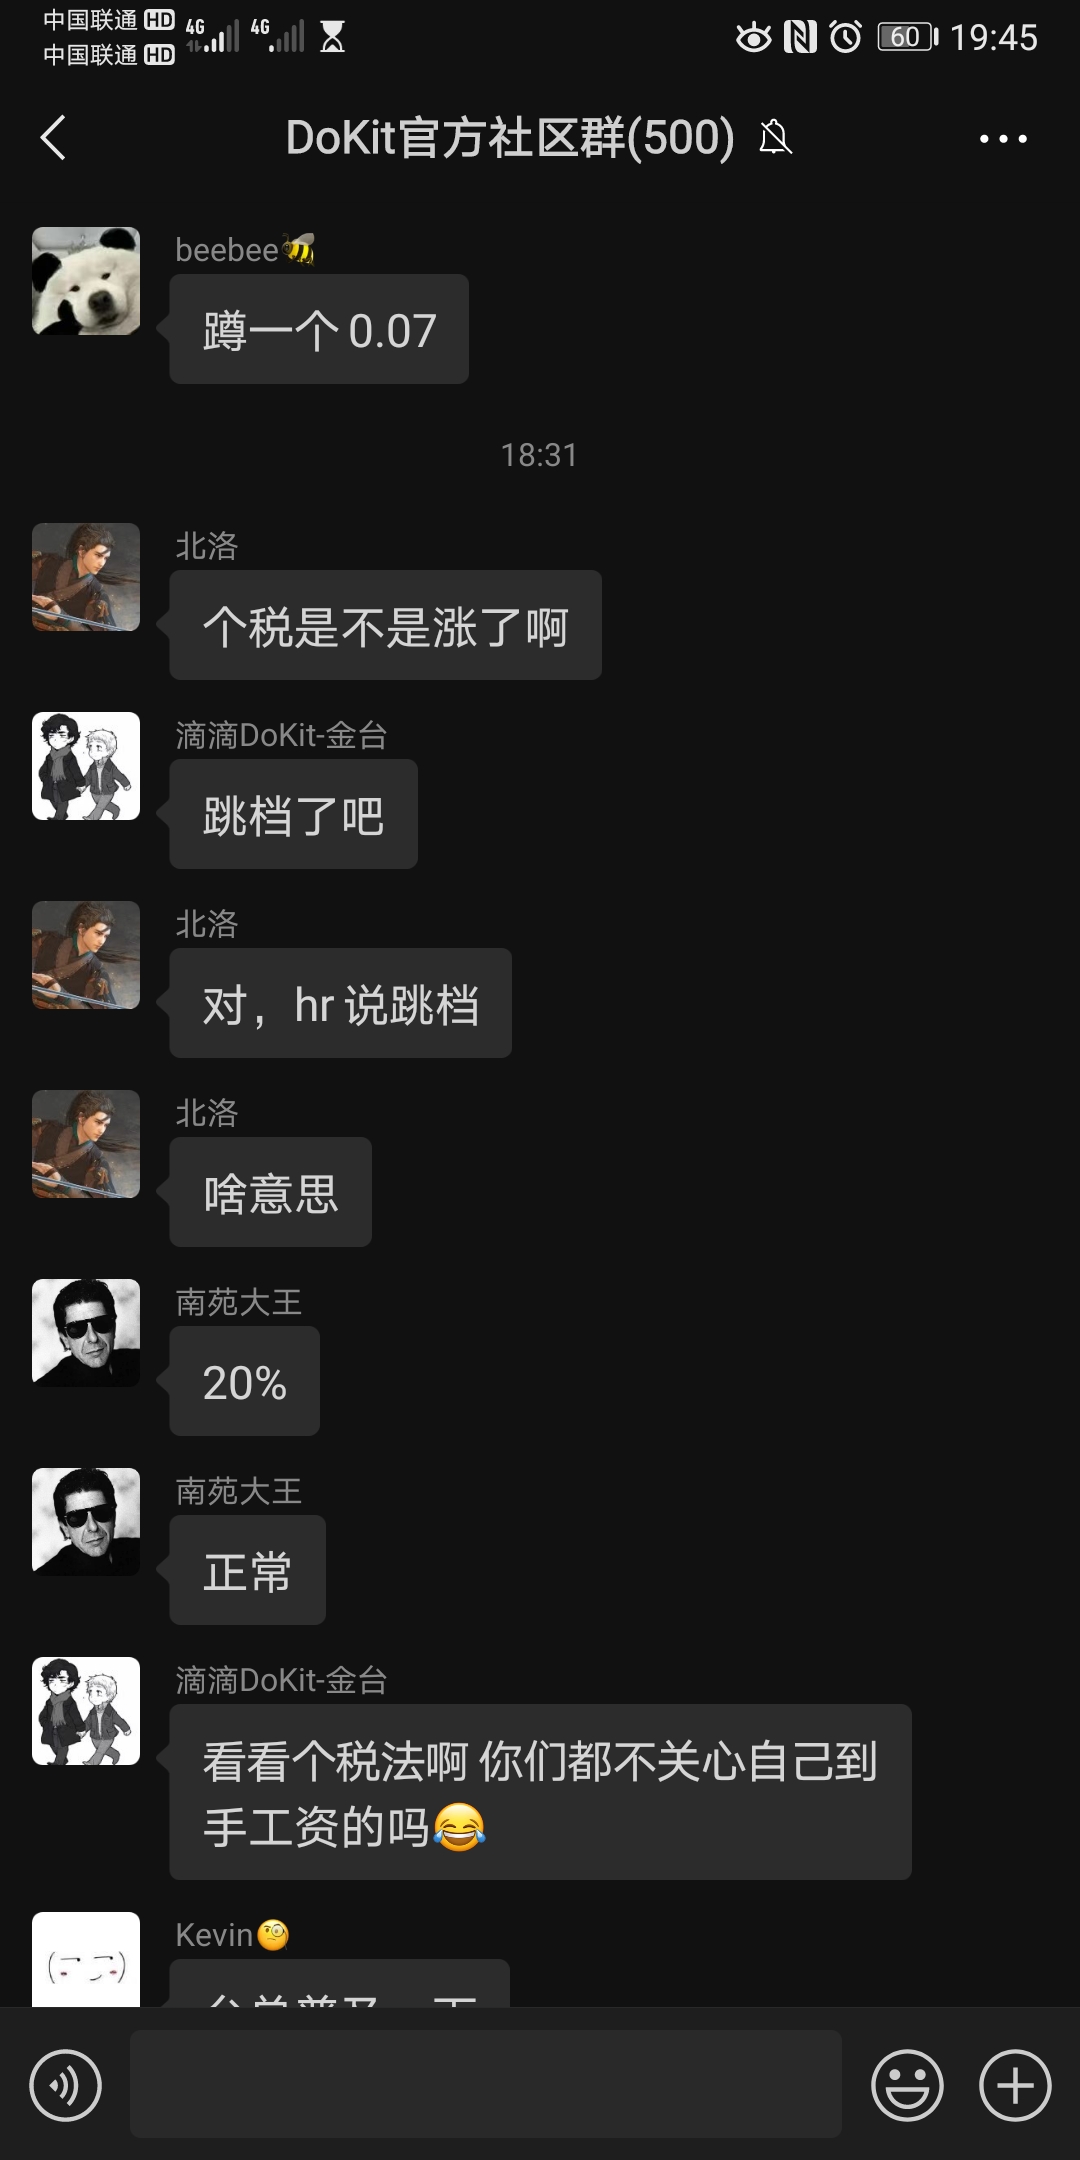 中国联通 HD 4G 4G 60 19:45
中国联通 HD
DoKit官方社区群(500)
beebee🐝
蹲一个 0.07
18:31
北洛
个税是不是涨了啊
滴滴DoKit-金台
跳档了吧
北洛
对，hr 说跳档
北洛
啥意思
南苑大王
20%
南苑大王
正常
滴滴DoKit-金台
看看个税法啊 你们都不关心自己到
手工资的吗😂
Kevin🧐